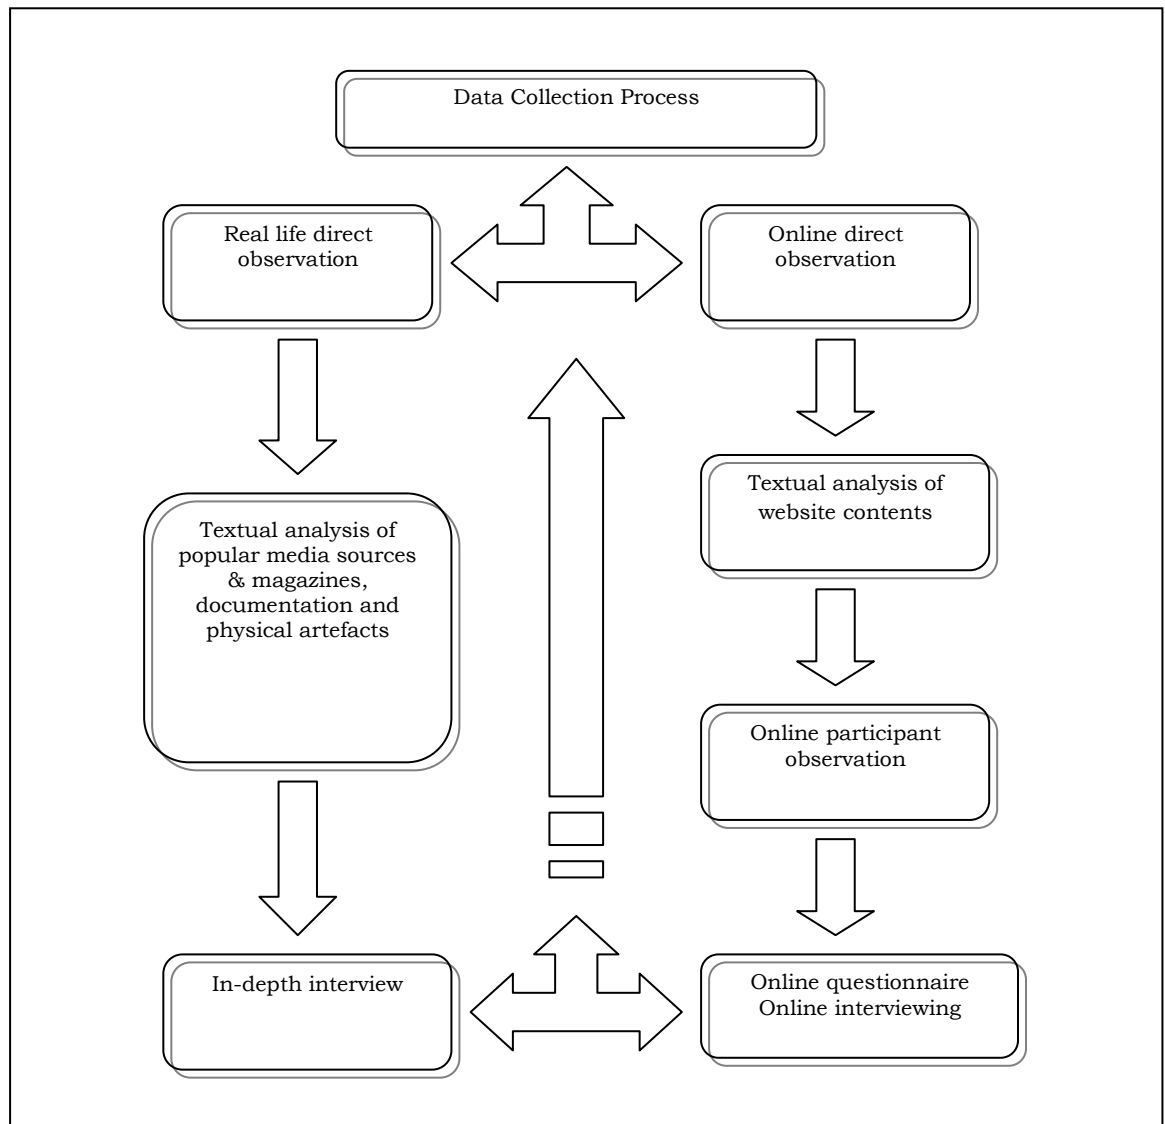 Data Collection Process
Real life direct
observation
Online direct
observation
Textual analysis of
popular media sources
& magazines,
documentation and
physical artefacts
Textual analysis of
website contents
Online participant
observation
In-depth interview
Online questionnaire
Online interviewing